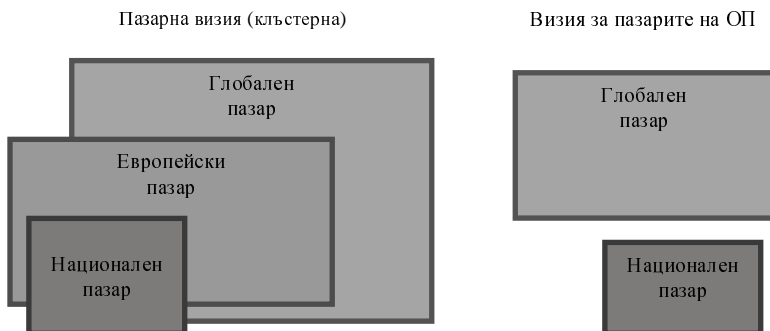 Пазарна визия (клъстерна)
Глобален
пазар
Европейски
пазар
Национален
пазар
Визия за пазарите на ОП
Глобален
пазар
Национален
пазар